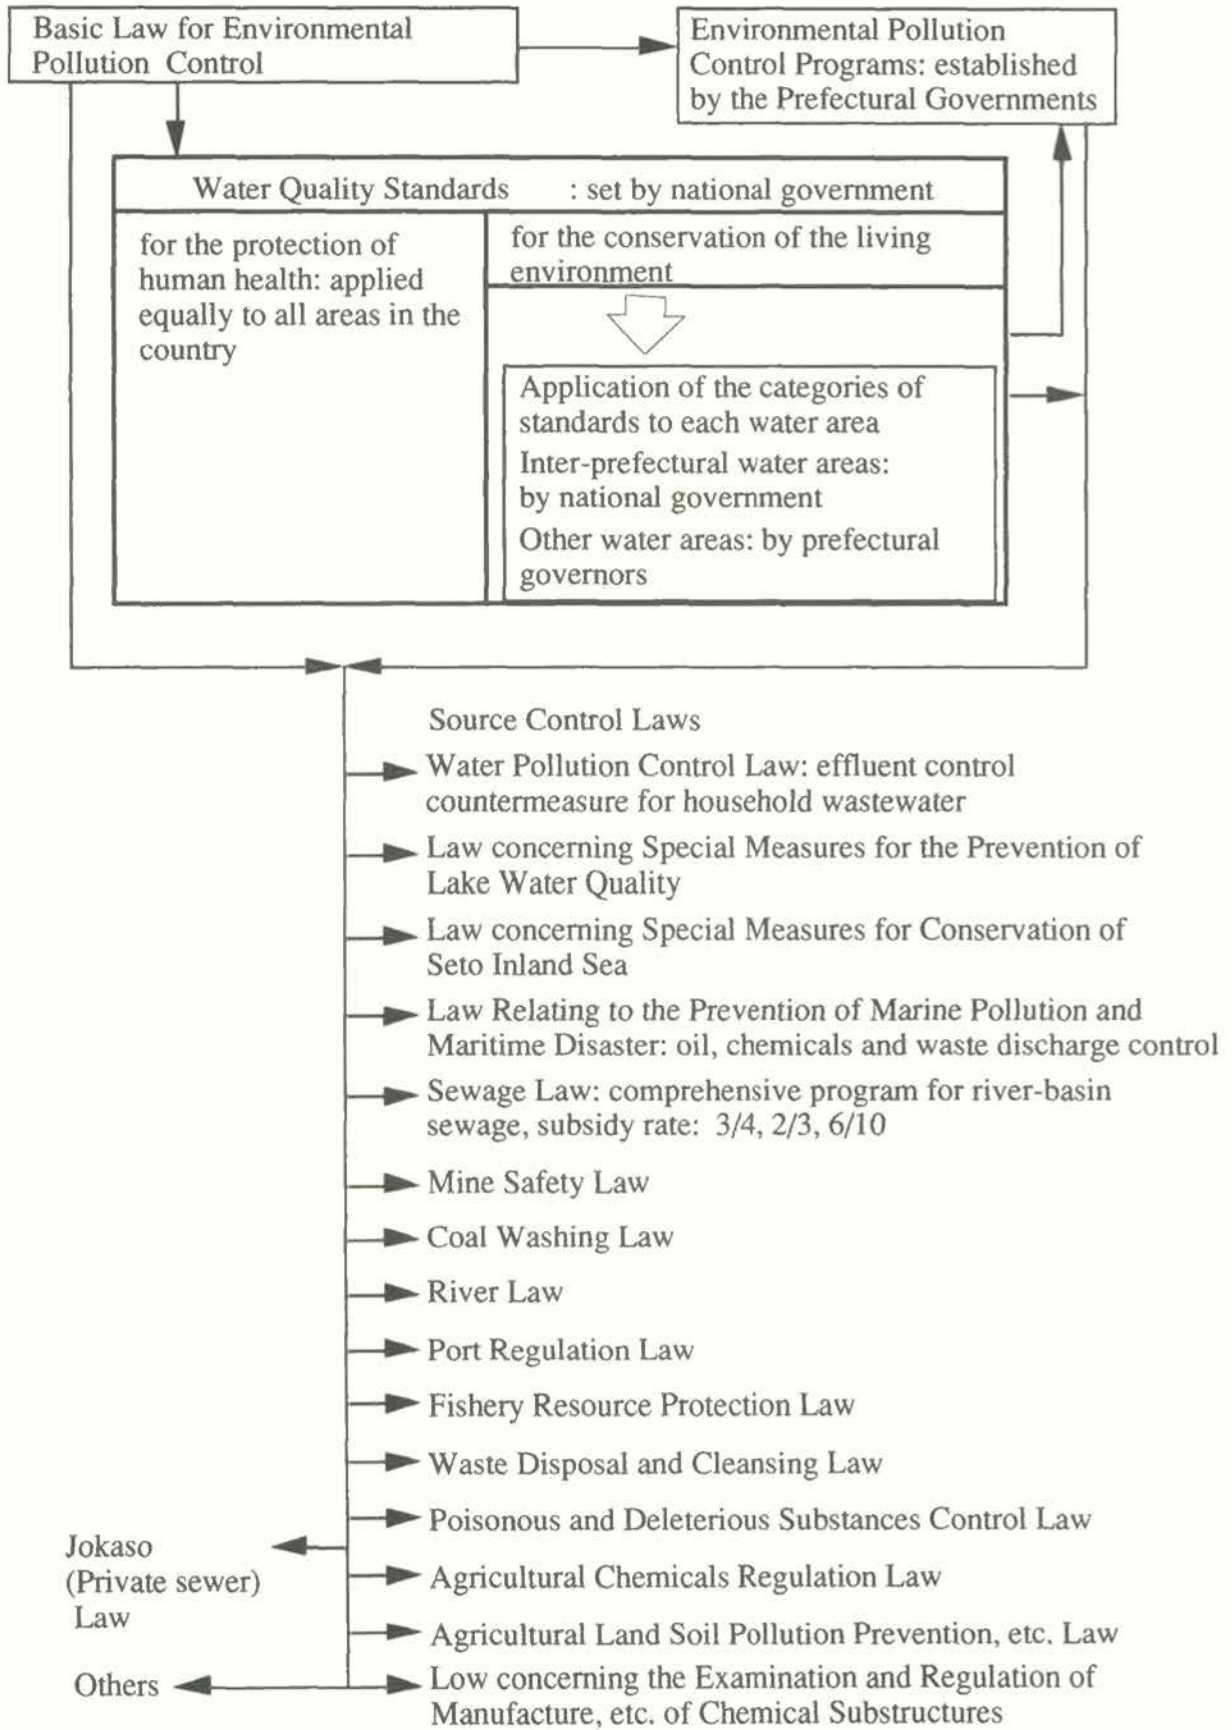 Basic Law for Environmental
Pollution Control
Environmental Pollution
Control Programs: established
by the Prefectural Governments
Water Quality Standards : set by national government
for the protection of
human health: applied
equally to all areas in the
country
for the conservation of the living
environment
Application of the categories of
standards to each water area
Inter-prefectural water areas:
by national government
Other water areas: by prefectural
governors
Source Control Laws
Water Pollution Control Law: effluent control
countermeasure for household wastewater
Law concerning Special Measures for the Prevention of
Lake Water Quality
Law concerning Special Measures for Conservation of
Seto Inland Sea
Law Relating to the Prevention of Marine Pollution and
Maritime Disaster: oil, chemicals and waste discharge control
Sewage Law: comprehensive program for river-basin
sewage, subsidy rate: 3/4, 2/3, 6/10
Mine Safety Law
Coal Washing Law
River Law
Port Regulation Law
Fishery Resource Protection Law
Waste Disposal and Cleansing Law
Poisonous and Deleterious Substances Control Law
Jokaso
(Private sewer)
Law
Agricultural Chemicals Regulation Law
Agricultural Land Soil Pollution Prevention, etc. Law
Others
Low concerning the Examination and Regulation of
Manufacture, etc. of Chemical Substructures